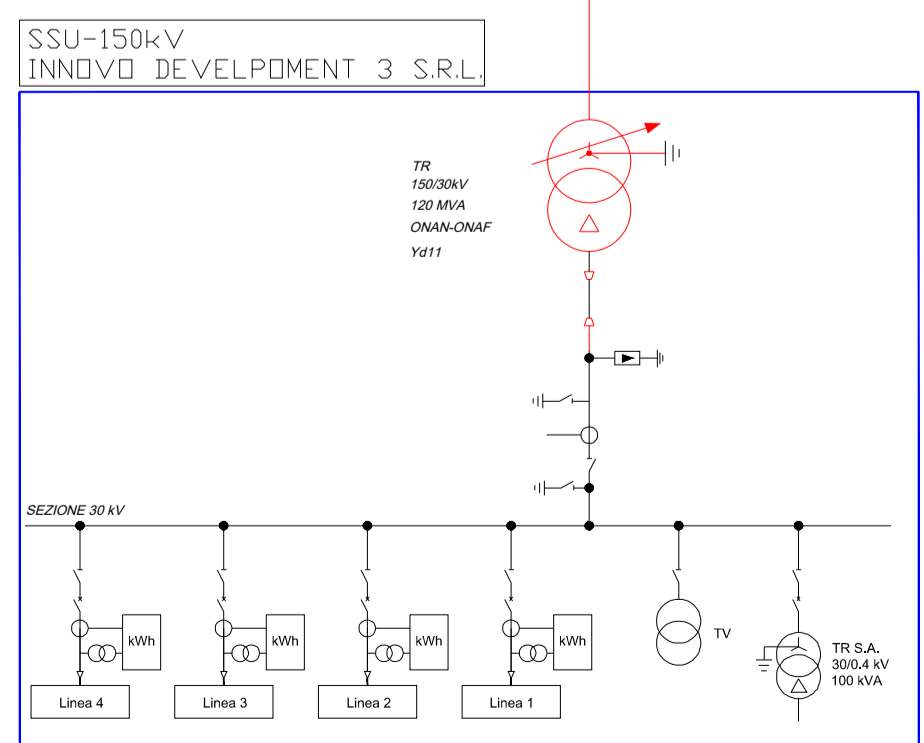 SSU-150kV
INNOVO DEVELPOMENT 3 S.R.L.
TR
150/30kV
120 MVA
ONAN-ONAF
Yd11
SEZIONE 30 kV
kWh
kWh
kWh
kWh
TV
TR S.A.
30/0.4 kV
100 kVA
Linea 4
Linea 3
Linea 2
Linea 1